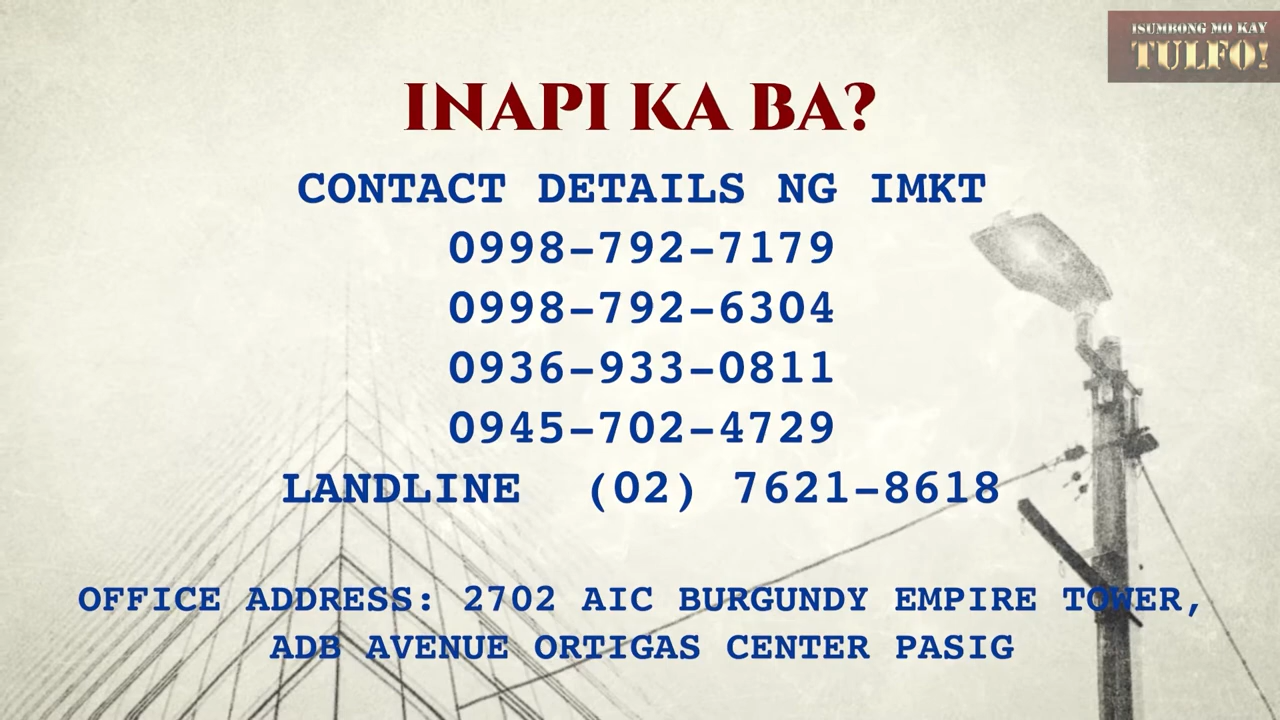 ISUMBONG MO KAY
TULFO!
INAPI KA BA?
CONTACT DETAILS NG IMKT
0998-792-7179
0998-792-6304
0936-933-0811
0945-702-4729
LANDLINE (02) 7621-8618
OFFICE ADDRESS: 2702 AIC BURGUNDY EMPIRE TOWER,
ADB AVENUE ORTIGAS CENTER PASIG